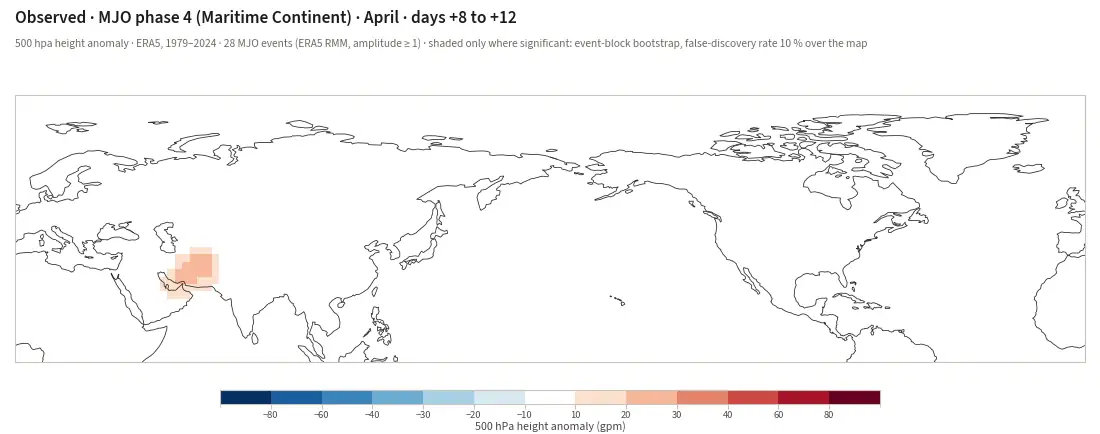 Observed · MJO phase 4 (Maritime Continent) · April · days +8 to +12
500 hpa height anomaly · ERA5, 1979–2024 · 28 MJO events (ERA5 RMM, amplitude ≥ 1) · shaded only where significant: event-block bootstrap, false-discovery rate 10 % over the map
−80 −60 −40 −30 −20 −10 10 20 30 40 60 80
500 hPa height anomaly (gpm)